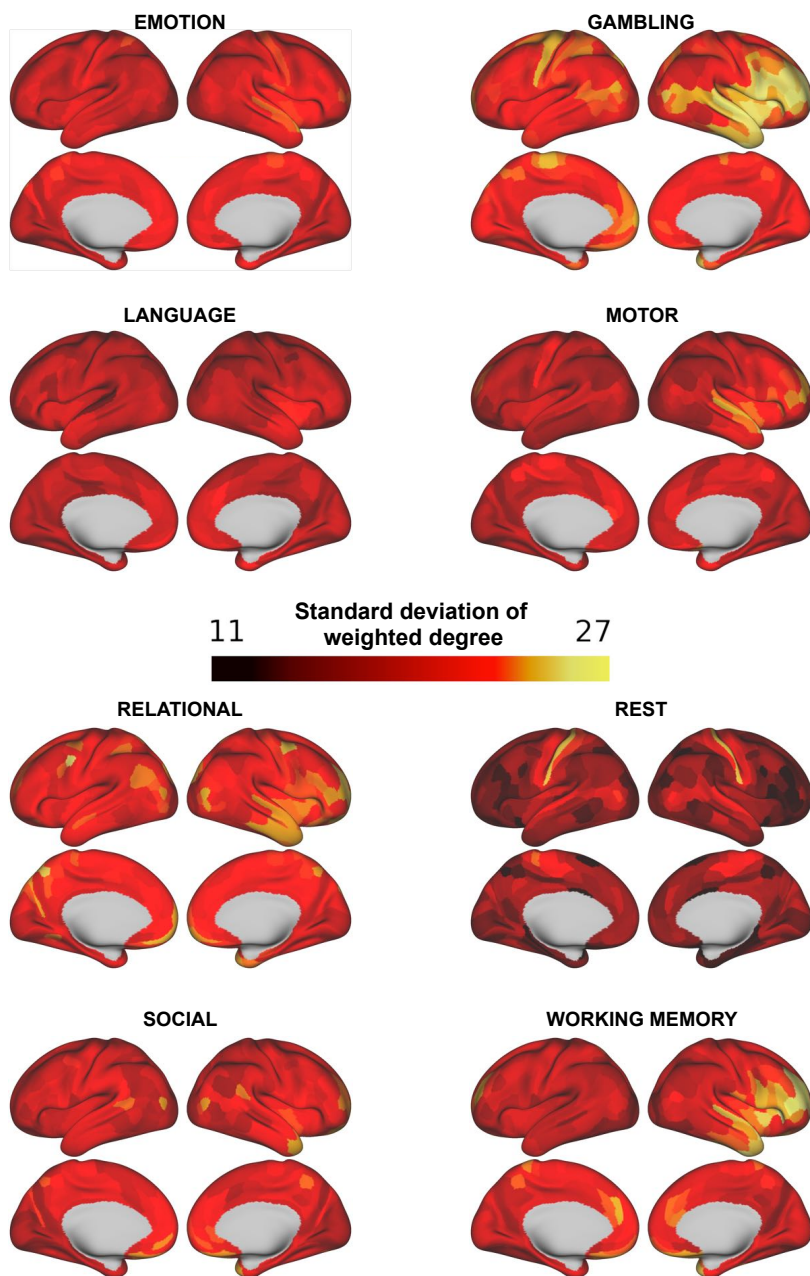 EMOTION
GAMBLING
LANGUAGE
MOTOR
11
Standard deviation of
weighted degree
27
RELATIONAL
REST
SOCIAL
WORKING MEMORY